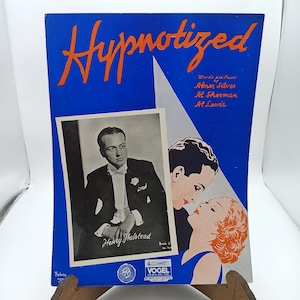 Hypnotized
Words and Music
Abner Silver
Al Sherman
Al Lewis
Henry Halstead
VOGEL